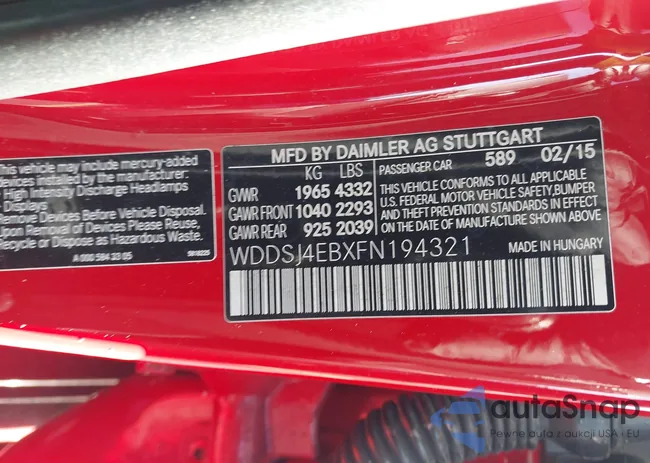 This vehicle may include mercury-added
devices installed by the manufacturer:
High Intensity Discharge Headlamps
Displays
Remove Devices Before Vehicle Disposal.
Upon Removal of Devices Please Reuse,
Recycle or Dispose as Hazardous Waste.
A 000 584 33 05
MFD BY DAIMLER AG STUTTGART
KG LBS
PASSENGER CAR 589 02/15
GVWR 1965 4332
GAWR FRONT 1040 2293
GAWR REAR 925 2039
THIS VEHICLE CONFORMS TO ALL APPLICABLE
U.S. FEDERAL MOTOR VEHICLE SAFETY,BUMPER
AND THEFT PREVENTION STANDARDS IN EFFECT
ON THE DATE OF MANUFACTURE SHOWN ABOVE.
WDDSJ4EBXFN194321
MADE IN HUNGARY
autaSnap
Pewne auta z aukcji USA - EU